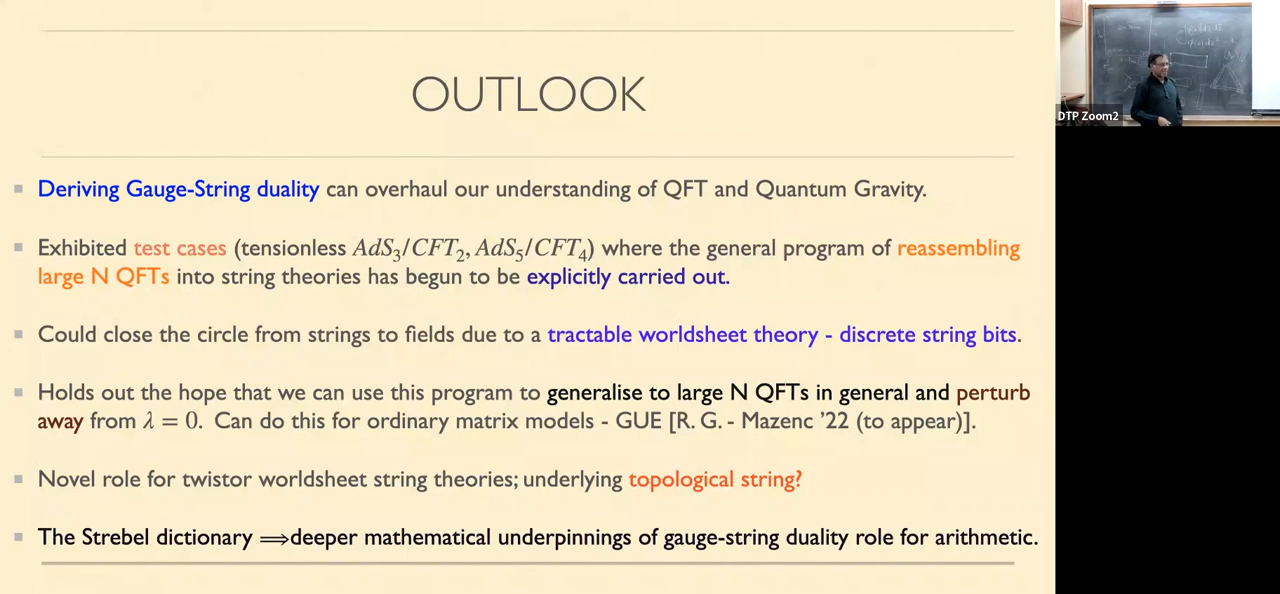 OUTLOOK
Deriving Gauge-String duality can overhaul our understanding of QFT and Quantum Gravity.
Exhibited test cases (tensionless AdS₃/CFT₂, AdS₅/CFT₄) where the general program of reassembling
large N QFTs into string theories has begun to be explicitly carried out.
Could close the circle from strings to fields due to a tractable worldsheet theory - discrete string bits.
Holds out the hope that we can use this program to generalise to large N QFTs in general and perturb
away from λ = 0. Can do this for ordinary matrix models - GUE [R. G. - Mazenc '22 (to appear)].
Novel role for twistor worldsheet string theories; underlying topological string?
The Strebel dictionary ⟹deeper mathematical underpinnings of gauge-string duality role for arithmetic.
DTP Zoom2